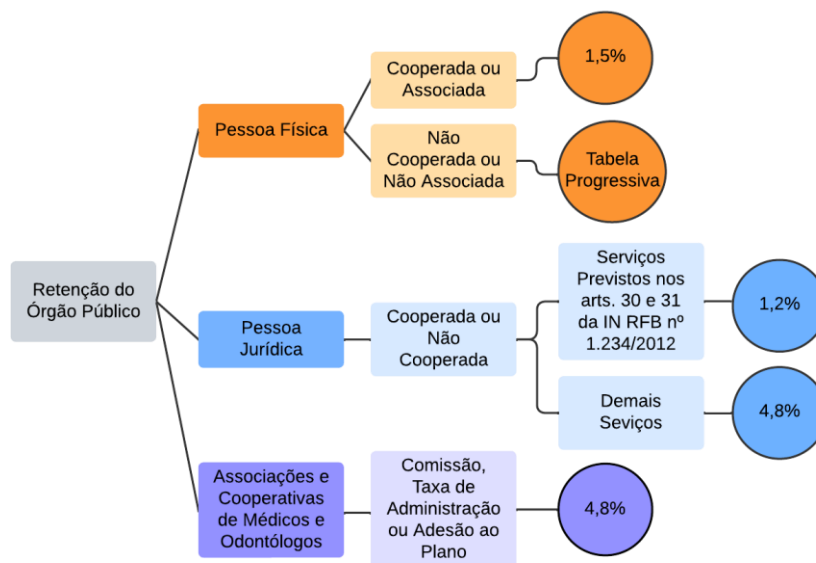 Retenção do
Órgão Público
Pessoa Física
Cooperada ou
Associada
1,5%
Não
Cooperada ou
Não Associada
Tabela
Progressiva
Pessoa
Jurídica
Cooperada ou
Não
Cooperada
Serviços
Previstos nos
arts. 30 e 31
da IN RFB nº
1.234/2012
1,2%
Demais
Seviços
4,8%
Associações e
Cooperativas
de Médicos e
Odontólogos
Comissão,
Taxa de
Administração
ou Adesão ao
Plano
4,8%